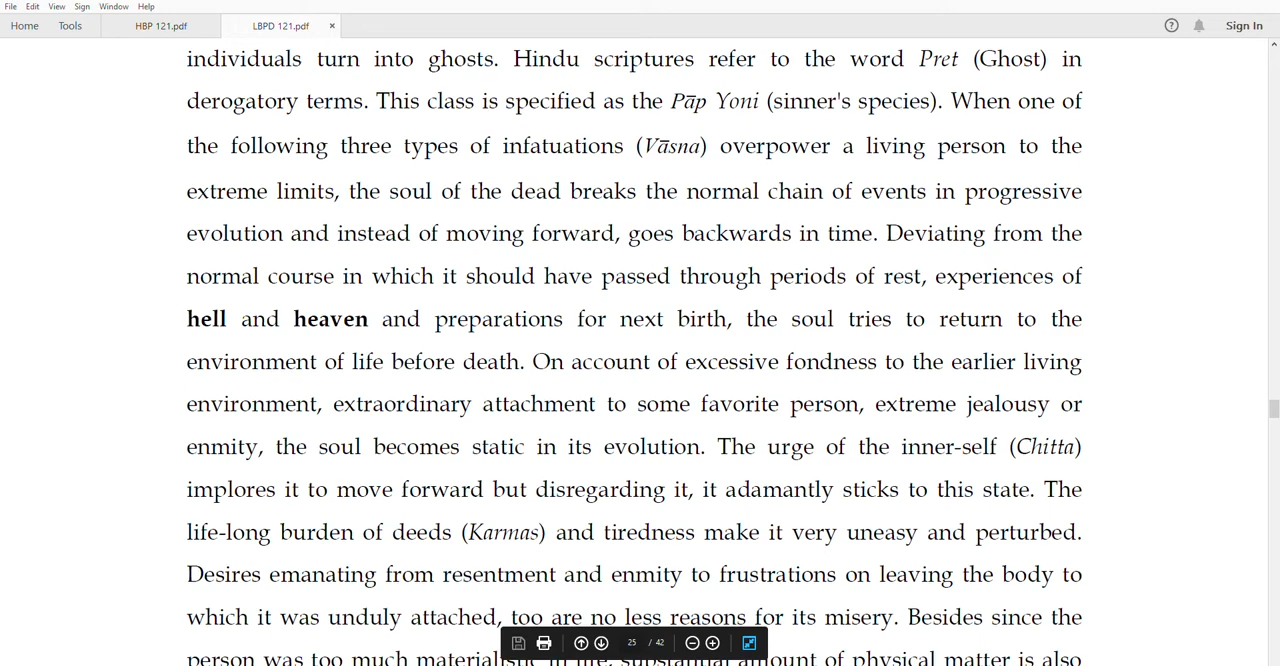 File Edit View Sign Window Help
Home Tools HBP 121.pdf LBPD 121.pdf × ? Sign In
individuals turn into ghosts. Hindu scriptures refer to the word Pret (Ghost) in
derogatory terms. This class is specified as the Pāp Yoni (sinner's species). When one of
the following three types of infatuations (Vāsna) overpower a living person to the
extreme limits, the soul of the dead breaks the normal chain of events in progressive
evolution and instead of moving forward, goes backwards in time. Deviating from the
normal course in which it should have passed through periods of rest, experiences of
hell and heaven and preparations for next birth, the soul tries to return to the
environment of life before death. On account of excessive fondness to the earlier living
environment, extraordinary attachment to some favorite person, extreme jealousy or
enmity, the soul becomes static in its evolution. The urge of the inner-self (Chitta)
implores it to move forward but disregarding it, it adamantly sticks to this state. The
life-long burden of deeds (Karmas) and tiredness make it very uneasy and perturbed.
Desires emanating from resentment and enmity to frustrations on leaving the body to
which it was unduly attached, too are no less reasons for its misery. Besides since the
person was too much materialistic in life, substantial amount of physical matter is also
25 / 42